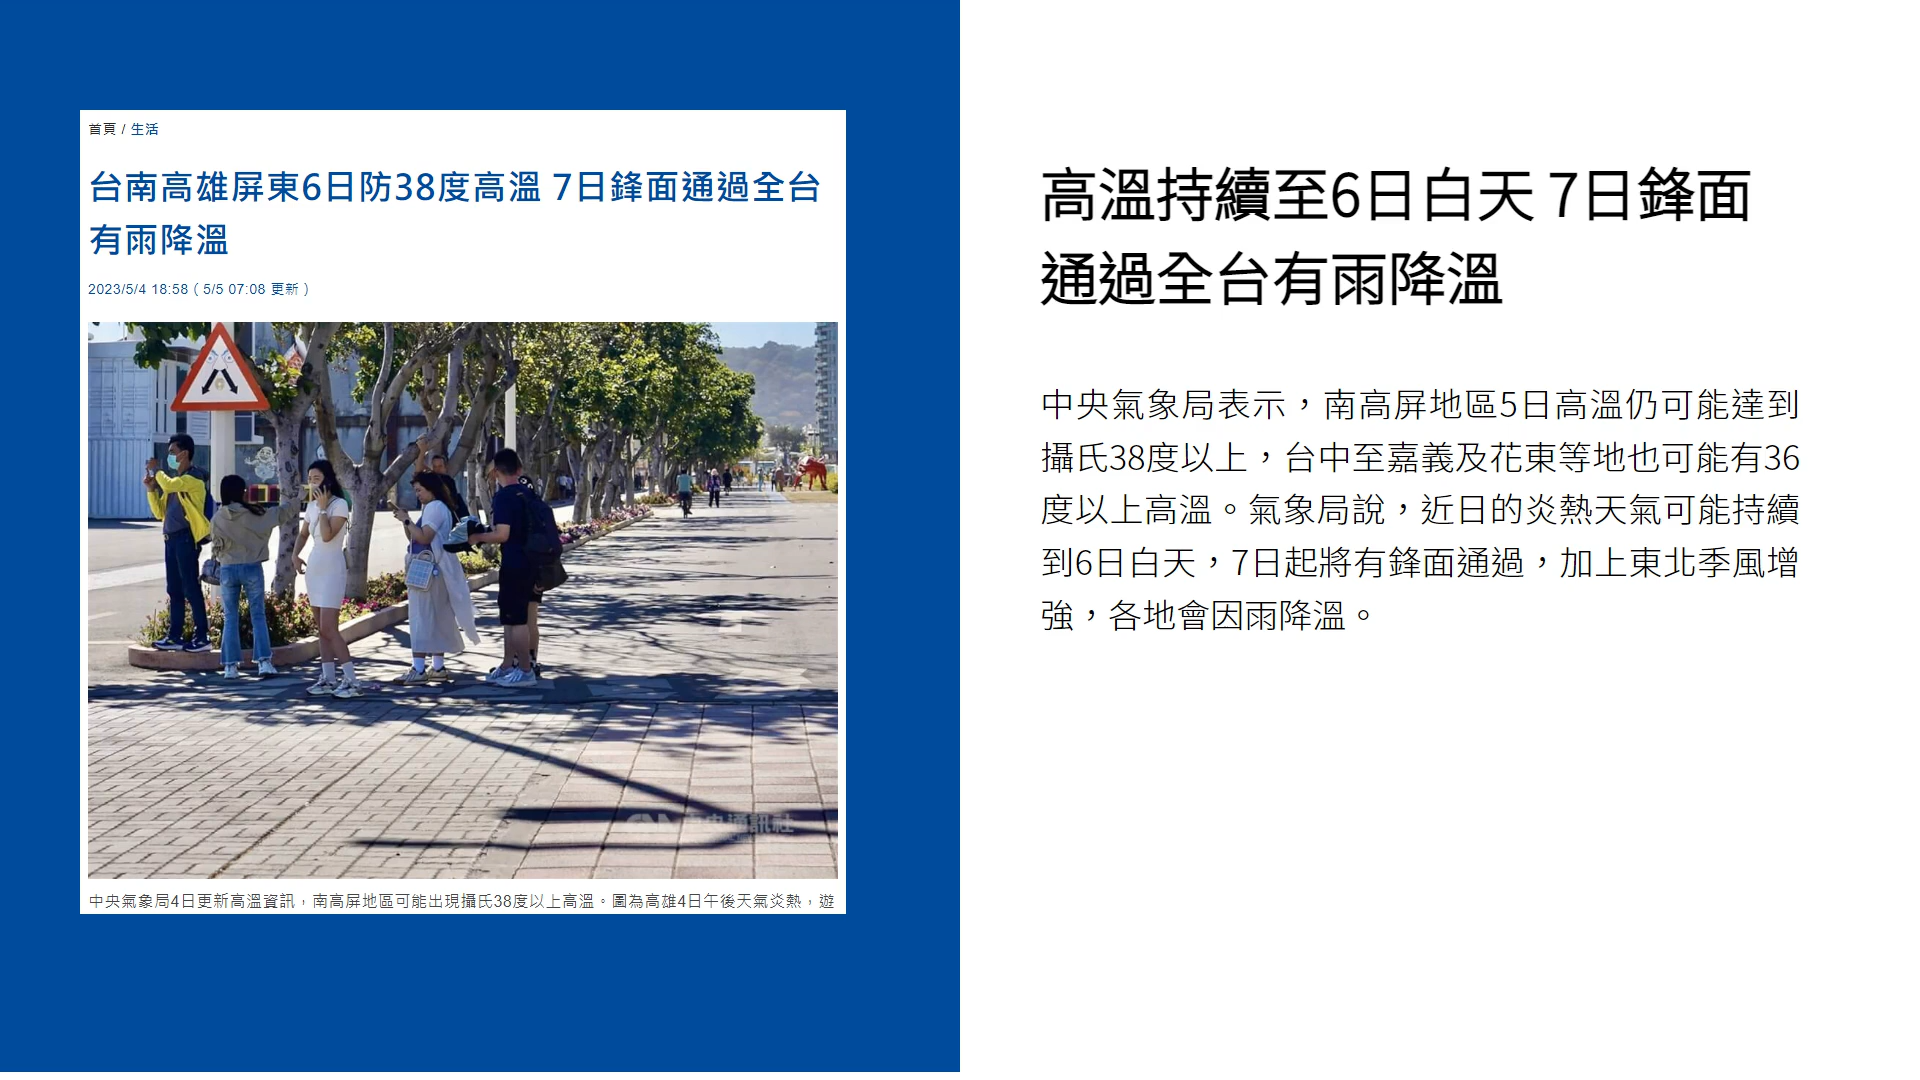 首頁 / 生活
台南高雄屏東6日防38度高溫 7日鋒面通過全台
有雨降溫
2023/5/4 18:58（5/5 07:08 更新）
中央通訊社
中央氣象局4日更新高溫資訊，南高屏地區可能出現攝氏38度以上高溫。圖為高雄4日午後天氣炎熱，遊
高溫持續至6日白天 7日鋒面
通過全台有雨降溫
中央氣象局表示，南高屏地區5日高溫仍可能達到
攝氏38度以上，台中至嘉義及花東等地也可能有36
度以上高溫。氣象局說，近日的炎熱天氣可能持續
到6日白天，7日起將有鋒面通過，加上東北季風增
強，各地會因雨降溫。